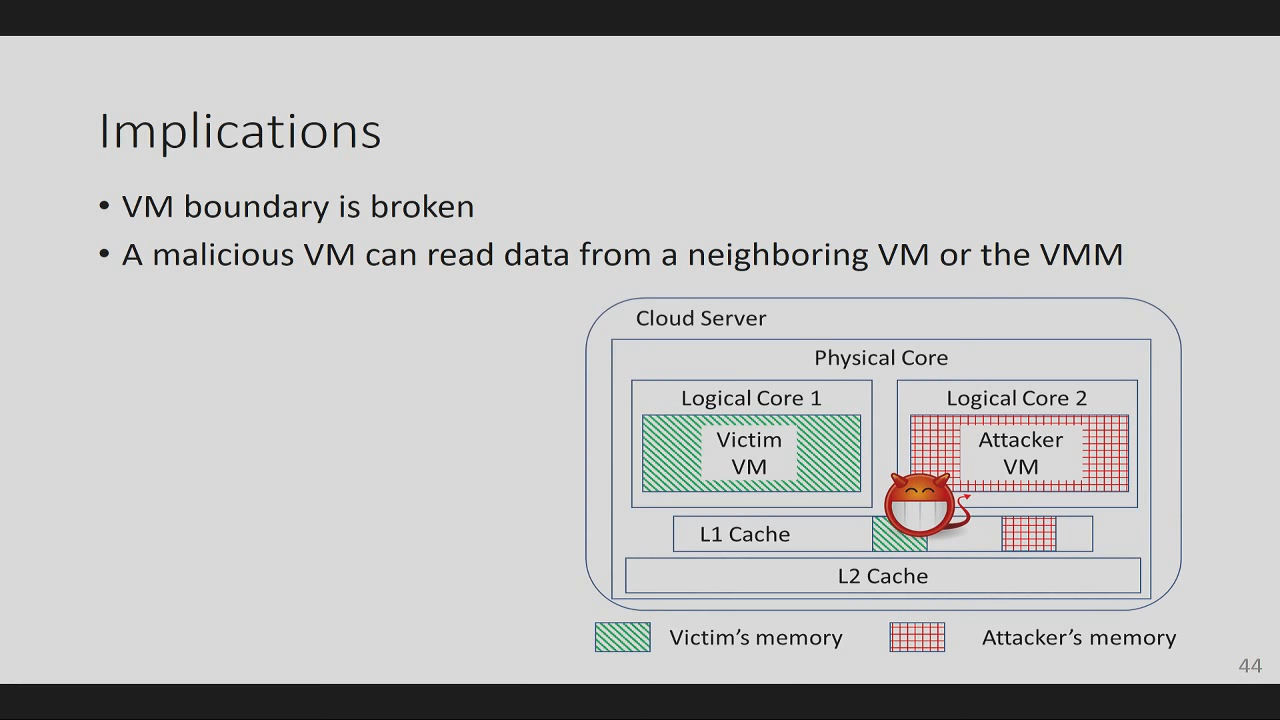 Implications
• VM boundary is broken
• A malicious VM can read data from a neighboring VM or the VMM
Cloud Server
Physical Core
Logical Core 1
Logical Core 2
Victim
VM
Attacker
VM
L1 Cache
L2 Cache
Victim’s memory
Attacker’s memory
44